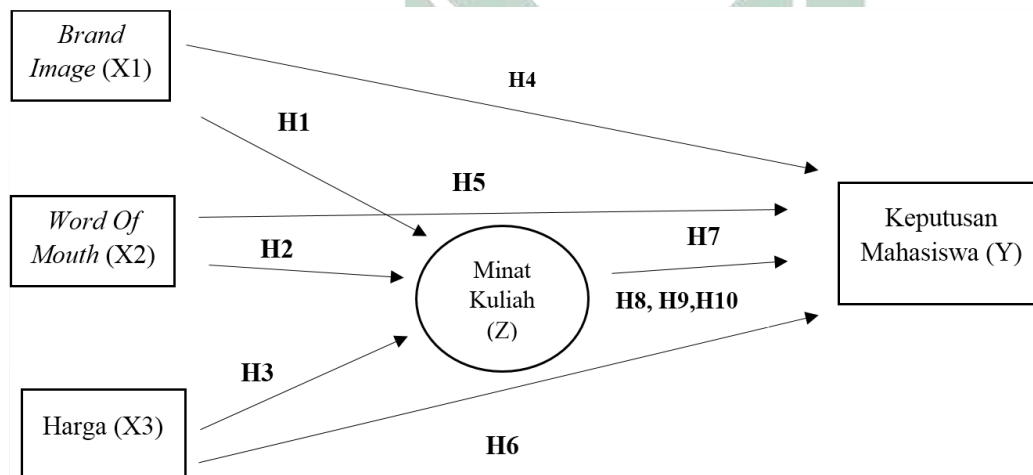 Brand
Image (X1)
H4
H1
H5
Word Of
Mouth (X2)
H2
H7
Keputusan
Mahasiswa (Y)
Minat
Kuliah
(Z)
H8, H9,H10
H3
Harga (X3)
H6